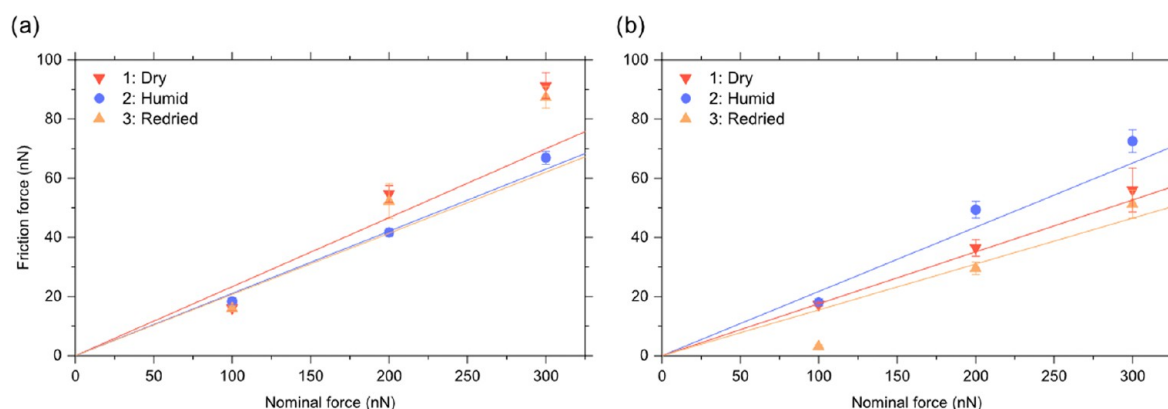 (a)
100
80
60
40
20
0
Friction force (nN)
1: Dry
2: Humid
3: Redried
0 50 100 150 200 250 300
Nominal force (nN)
(b)
100
80
60
40
20
0
1: Dry
2: Humid
3: Redried
0 50 100 150 200 250 300
Nominal force (nN)